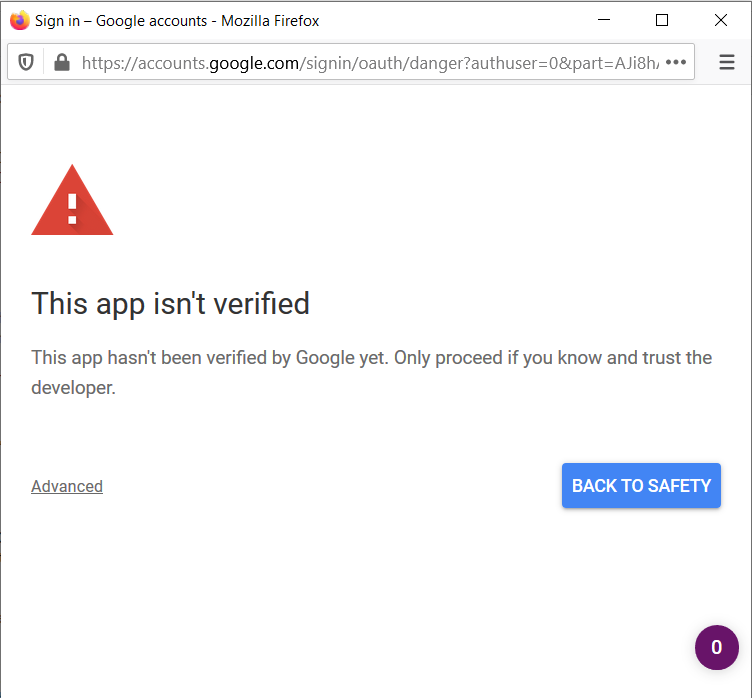 Sign in – Google accounts - Mozilla Firefox
https://accounts.google.com/signin/oauth/danger?authuser=0&part=AJi8h
This app isn't verified
This app hasn't been verified by Google yet. Only proceed if you know and trust the
developer.
Advanced
BACK TO SAFETY
0